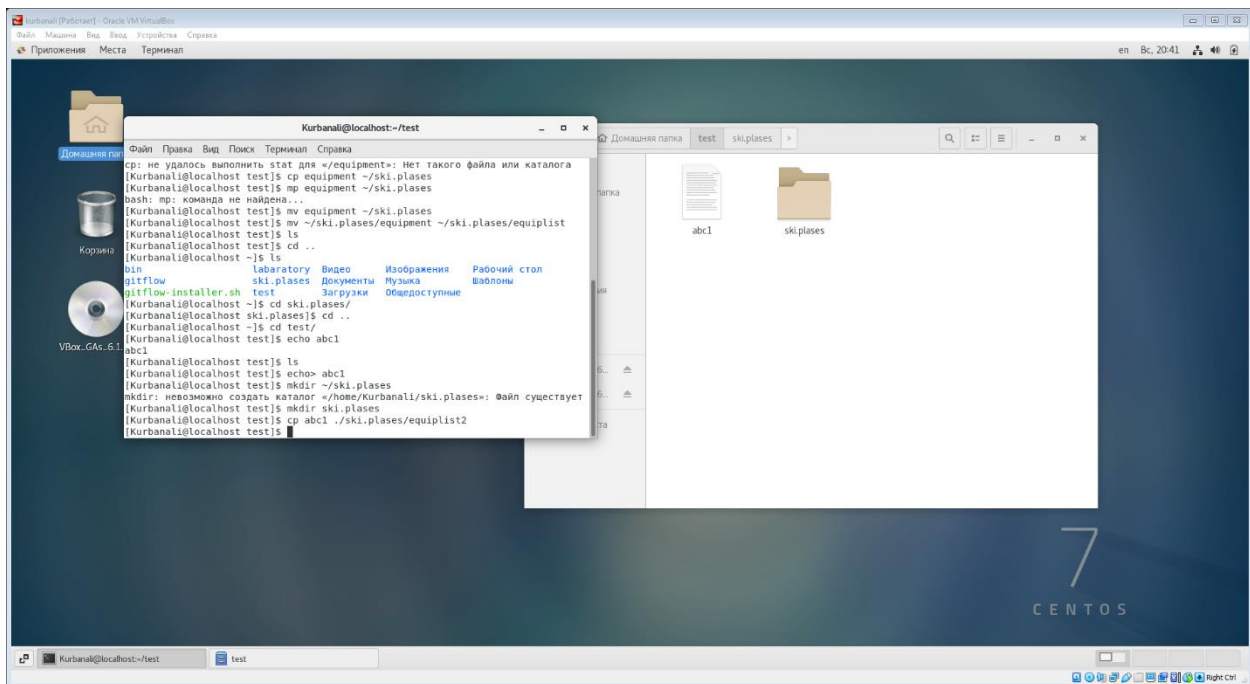 kurbanali [Работает] - Oracle VM VirtualBox
Файл Машина Вид Ввод Устройства Справка
Приложения Места Терминал
en Вс, 20:41
Домашняя пап
Корзина
VBox_GAs_6.1.
Kurbanali@localhost:~/test
Файл Правка Вид Поиск Терминал Справка
cp: не удалось выполнить stat для «/equipment»: Нет такого файла или каталога
[Kurbanali@localhost test]$ cp equipment ~/ski.plases
[Kurbanali@localhost test]$ mp equipment ~/ski.plases
bash: mp: команда не найдена...
[Kurbanali@localhost test]$ mv equipment ~/ski.plases
[Kurbanali@localhost test]$ mv ~/ski.plases/equipment ~/ski.plases/equiplist
[Kurbanali@localhost test]$ ls
[Kurbanali@localhost test]$ cd ..
[Kurbanali@localhost ~]$ ls
bin labaratory Видео Изображения Рабочий стол
gitflow ski.plases Документы Музыка Шаблоны
gitflow-installer.sh test Загрузки Общедоступные
[Kurbanali@localhost ~]$ cd ski.plases/
[Kurbanali@localhost ski.plases]$ cd ..
[Kurbanali@localhost ~]$ cd test/
[Kurbanali@localhost test]$ echo abc1
abc1
[Kurbanali@localhost test]$ ls
[Kurbanali@localhost test]$ echo> abc1
[Kurbanali@localhost test]$ mkdir ~/ski.plases
mkdir: невозможно создать каталог «/home/Kurbanali/ski.plases»: Файл существует
[Kurbanali@localhost test]$ mkdir ski.plases
[Kurbanali@localhost test]$ cp abc1 ./ski.plases/equiplist2
[Kurbanali@localhost test]$
Домашняя папка test ski.plases
папка
ия
6...
6...
ста
abc1 ski.plases
7
CENTOS
Kurbanali@localhost:~/test test
Right Ctrl